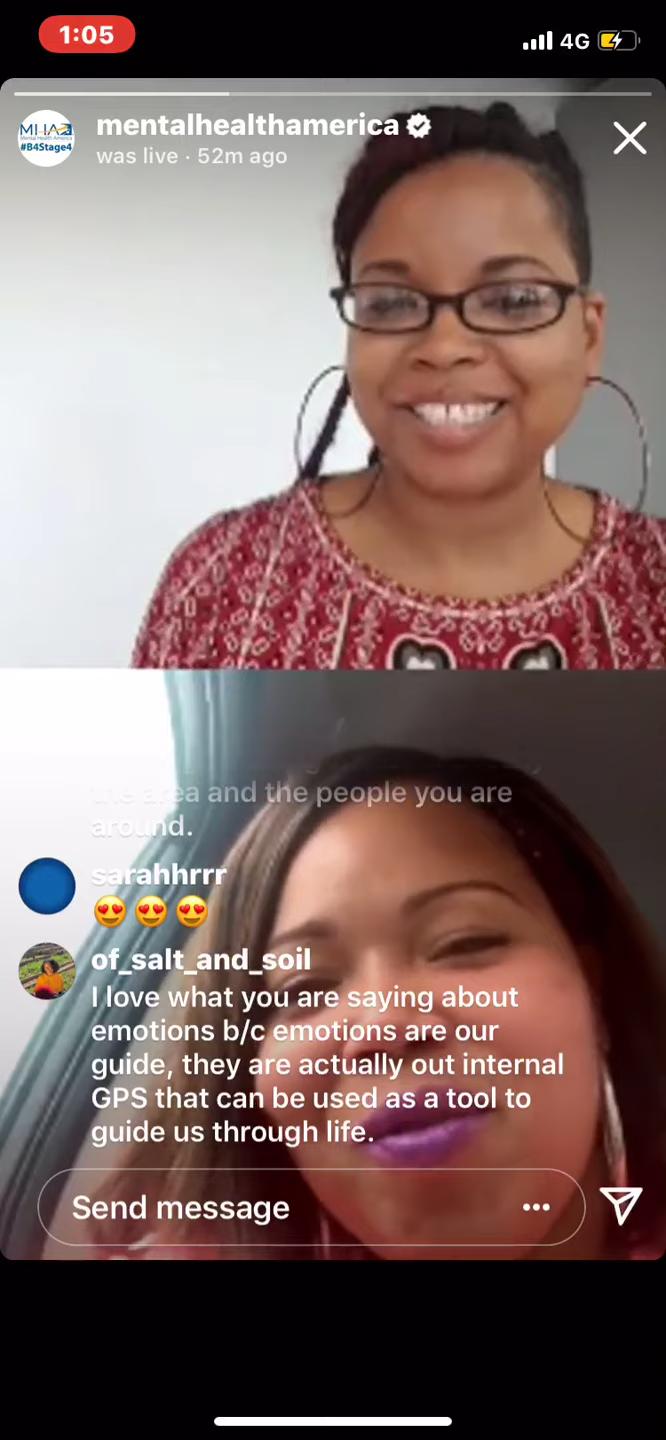 1:05
4G
MHA
Mental Health America
#B4Stage4
mentalhealthamerica
was live · 52m ago
the area and the people you are
around.
sarahhrrr
😍 😍 😍
of_salt_and_soil
I love what you are saying about
emotions b/c emotions are our
guide, they are actually out internal
GPS that can be used as a tool to
guide us through life.
Send message